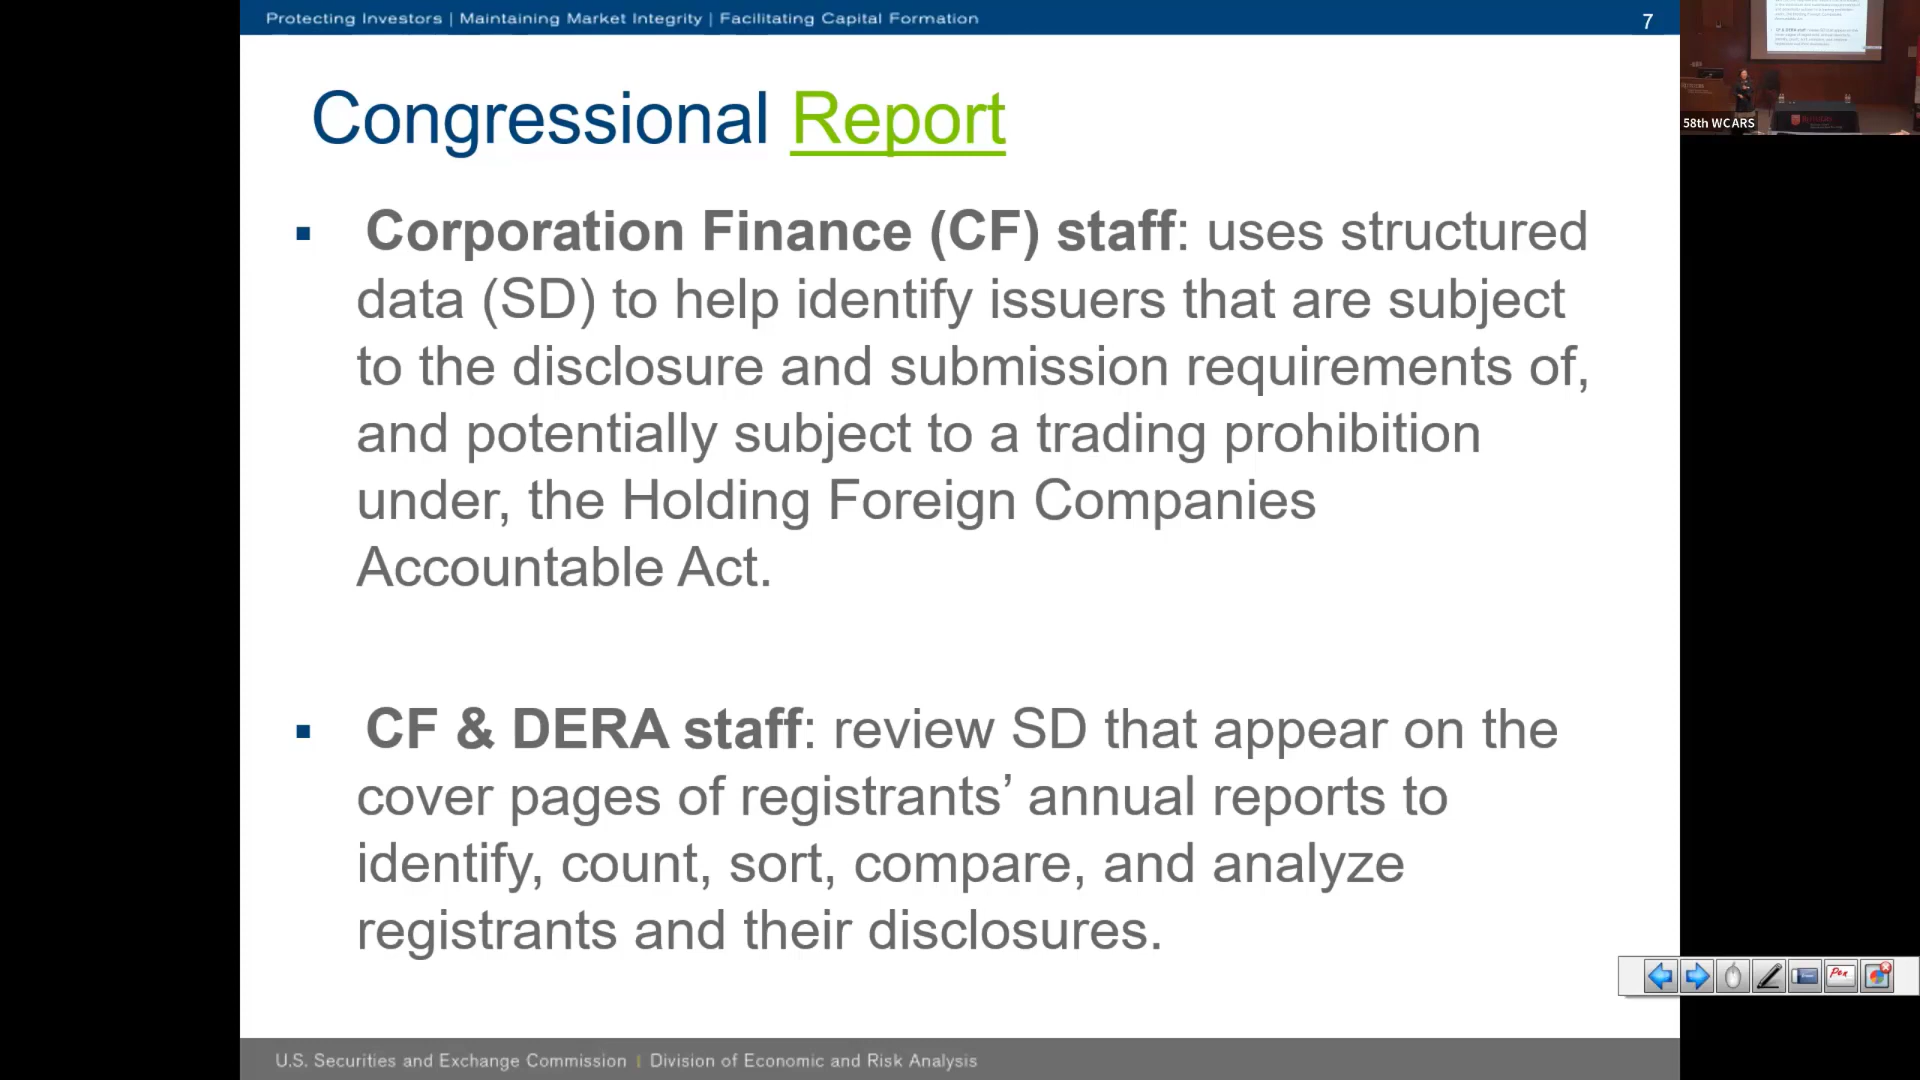 Protecting Investors | Maintaining Market Integrity | Facilitating Capital Formation
7
Congressional Report
▪ Corporation Finance (CF) staff: uses structured
data (SD) to help identify issuers that are subject
to the disclosure and submission requirements of,
and potentially subject to a trading prohibition
under, the Holding Foreign Companies
Accountable Act.
▪ CF & DERA staff: review SD that appear on the
cover pages of registrants’ annual reports to
identify, count, sort, compare, and analyze
registrants and their disclosures.
U.S. Securities and Exchange Commission | Division of Economic and Risk Analysis
58th WCARS
Pen